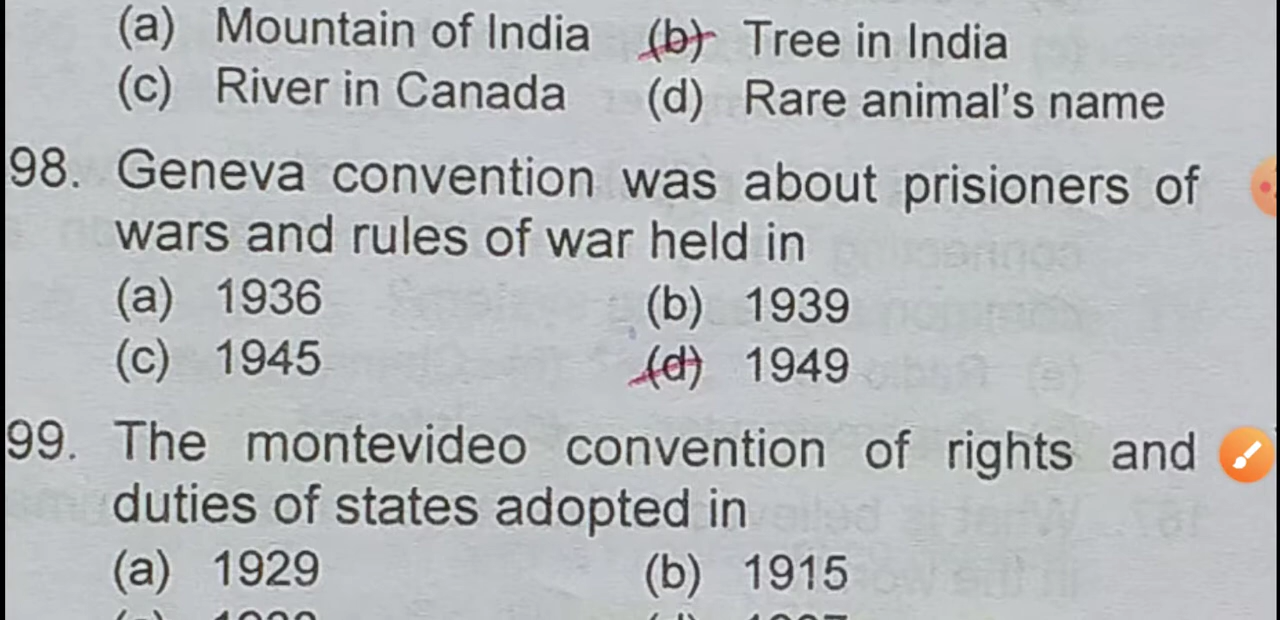 (a) Mountain of India (b) Tree in India
(c) River in Canada (d) Rare animal's name
98. Geneva convention was about prisioners of
wars and rules of war held in
(a) 1936 (b) 1939
(c) 1945 (d) 1949
99. The montevideo convention of rights and
duties of states adopted in
(a) 1929 (b) 1915